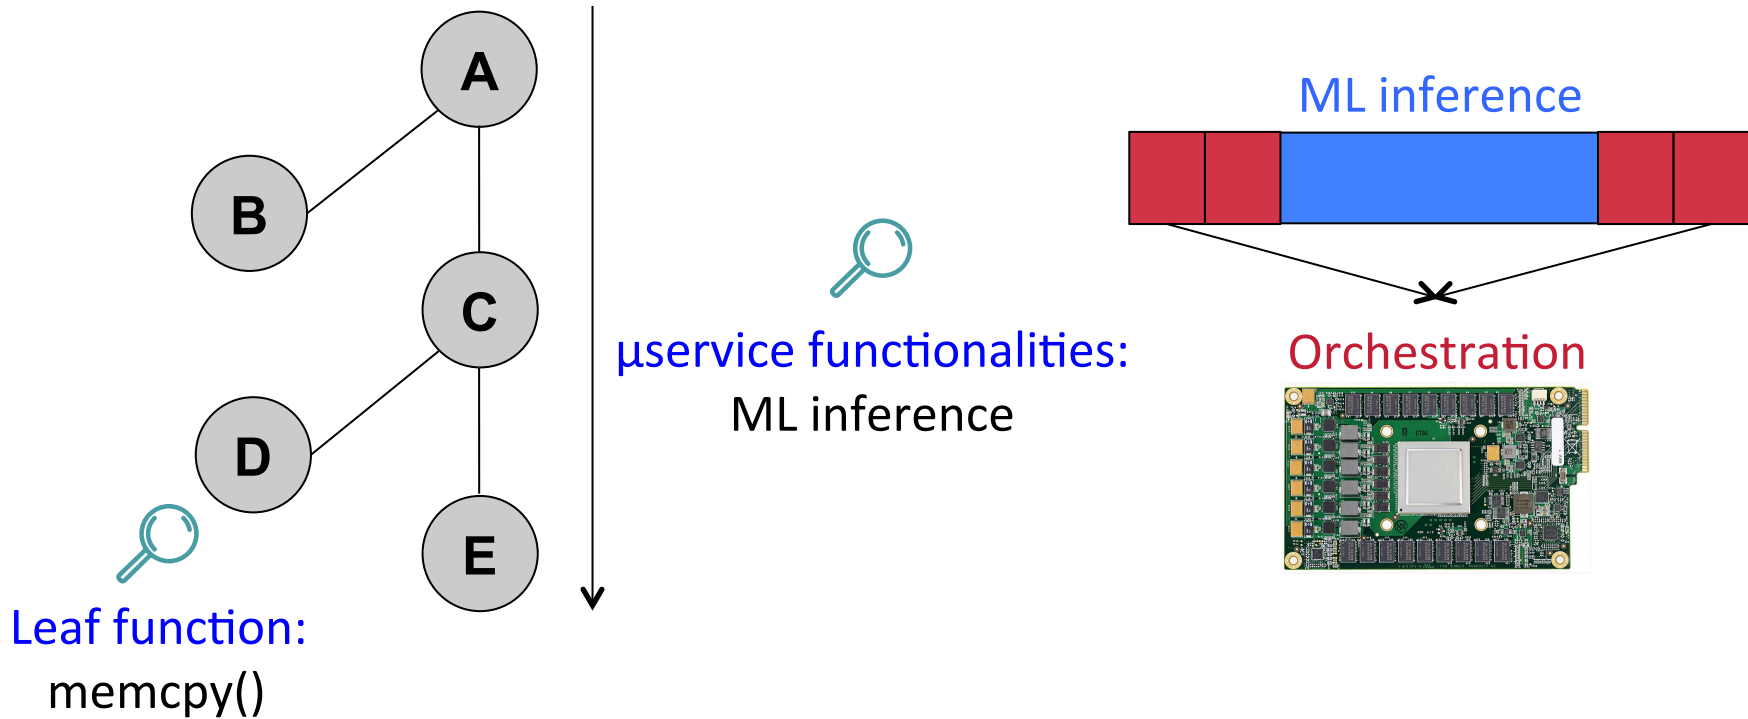 A
B
C
D
E
Leaf function:
memcpy()
µservice functionalities:
ML inference
ML inference
Orchestration